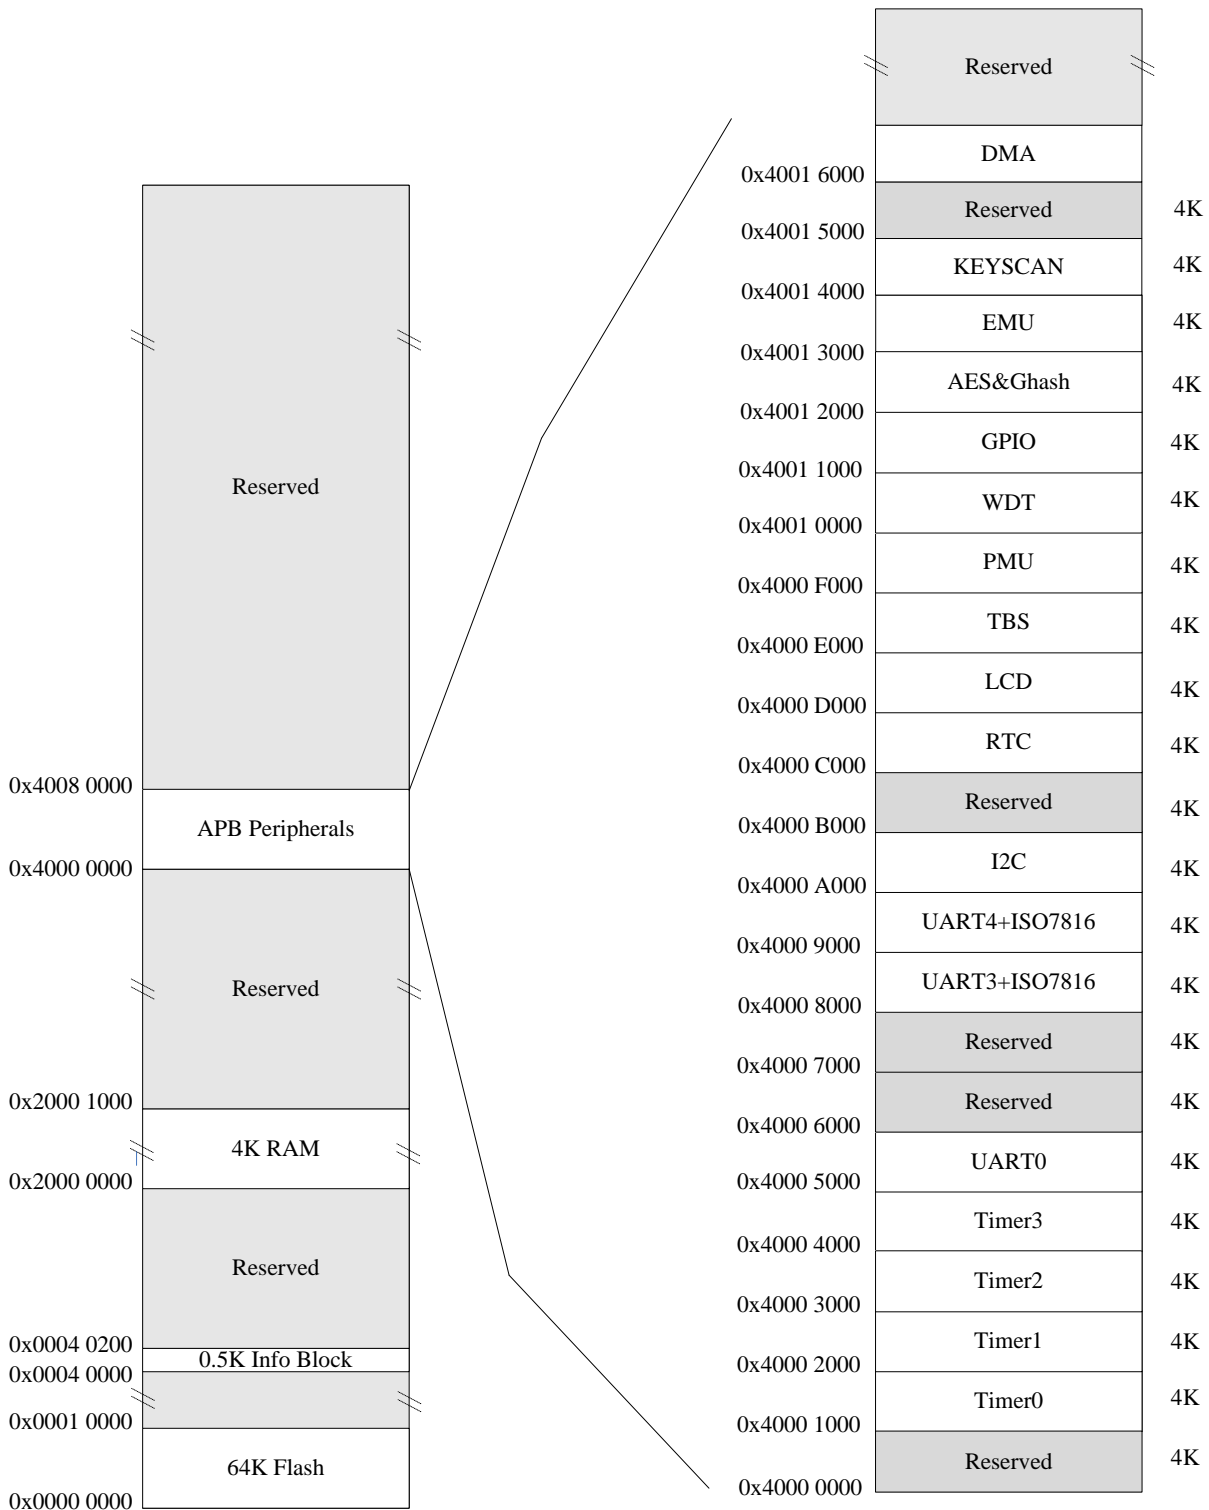 Reserved
DMA
0x4001 6000
Reserved 4K
0x4001 5000
KEYSCAN 4K
0x4001 4000
EMU 4K
0x4001 3000
AES&Ghash 4K
0x4001 2000
GPIO 4K
0x4001 1000
WDT 4K
0x4001 0000
PMU 4K
0x4000 F000
TBS 4K
0x4000 E000
LCD 4K
0x4000 D000
RTC 4K
0x4000 C000
Reserved 4K
0x4000 B000
I2C 4K
0x4000 A000
UART4+ISO7816 4K
0x4000 9000
UART3+ISO7816 4K
0x4000 8000
Reserved 4K
0x4000 7000
Reserved 4K
0x4000 6000
UART0 4K
0x4000 5000
Timer3 4K
0x4000 4000
Timer2 4K
0x4000 3000
Timer1 4K
0x4000 2000
Timer0 4K
0x4000 1000
Reserved 4K
0x4000 0000
Reserved
0x4008 0000
APB Peripherals
0x4000 0000
Reserved
0x2000 1000
4K RAM
0x2000 0000
Reserved
0x0004 0200
0.5K Info Block
0x0004 0000
0x0001 0000
64K Flash
0x0000 0000